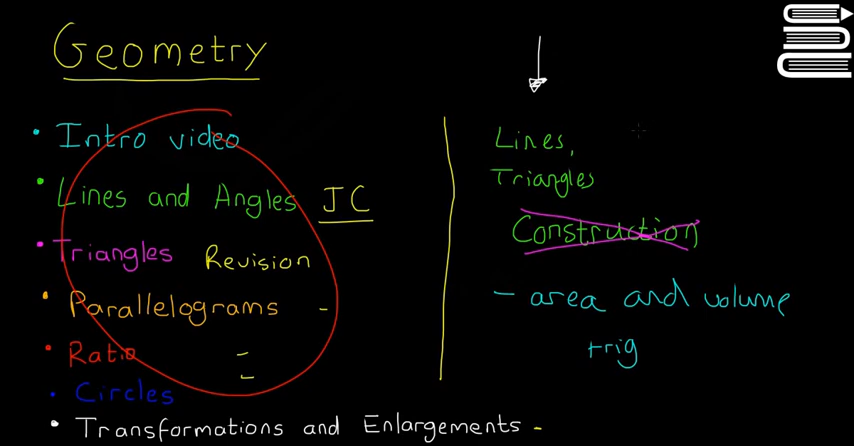 Geometry
• Intro video
• Lines and Angles JC
• Triangles Revision
• Parallelograms -
• Ratio
• Circles
• Transformations and Enlargements -
Lines,
Triangles
Construction
- area and volume
trig